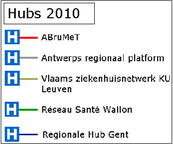 Hubs 2010
H ABruMeT
H Antwerps regionaal platform
H Vlaams ziekenhuisnetwerk KU
Leuven
H Réseau Santé Wallon
H Regionale Hub Gent